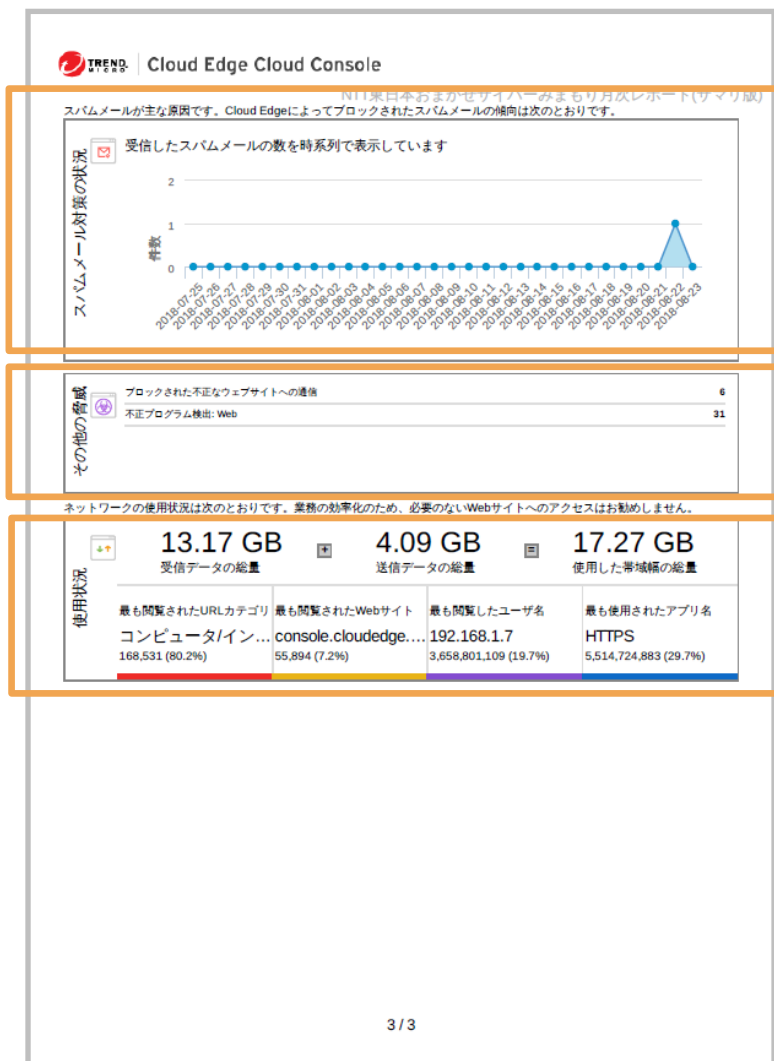 TREND MICRO | Cloud Edge Cloud Console
NTT東日本おまかせサイバーみまもり月次レポート(サマリ版)
スパムメールが主な原因です。Cloud Edgeによってブロックされたスパムメールの傾向は次のとおりです。
スパムメール対策の状況
受信したスパムメールの数を時系列で表示しています
件数
2
1
0
2018-07-25
2018-07-26
2018-07-27
2018-07-28
2018-07-29
2018-07-30
2018-07-31
2018-08-01
2018-08-02
2018-08-03
2018-08-04
2018-08-05
2018-08-06
2018-08-07
2018-08-08
2018-08-09
2018-08-10
2018-08-11
2018-08-12
2018-08-13
2018-08-14
2018-08-15
2018-08-16
2018-08-17
2018-08-18
2018-08-19
2018-08-20
2018-08-21
2018-08-22
2018-08-23
その他の脅威
ブロックされた不正なウェブサイトへの通信 6
不正プログラム検出: Web 31
ネットワークの使用状況は次のとおりです。業務の効率化のため、必要のないWebサイトへのアクセスはお勧めしません。
使用状況
13.17 GB + 4.09 GB = 17.27 GB
受信データの総量 送信データの総量 使用した帯域幅の総量
最も閲覧されたURLカテゴリ 最も閲覧されたWebサイト 最も閲覧したユーザ名 最も使用されたアプリ名
コンピュータ/イン... console.cloudedge.... 192.168.1.7 HTTPS
168,531 (80.2%) 55,894 (7.2%) 3,658,801,109 (19.7%) 5,514,724,883 (29.7%)
3 / 3